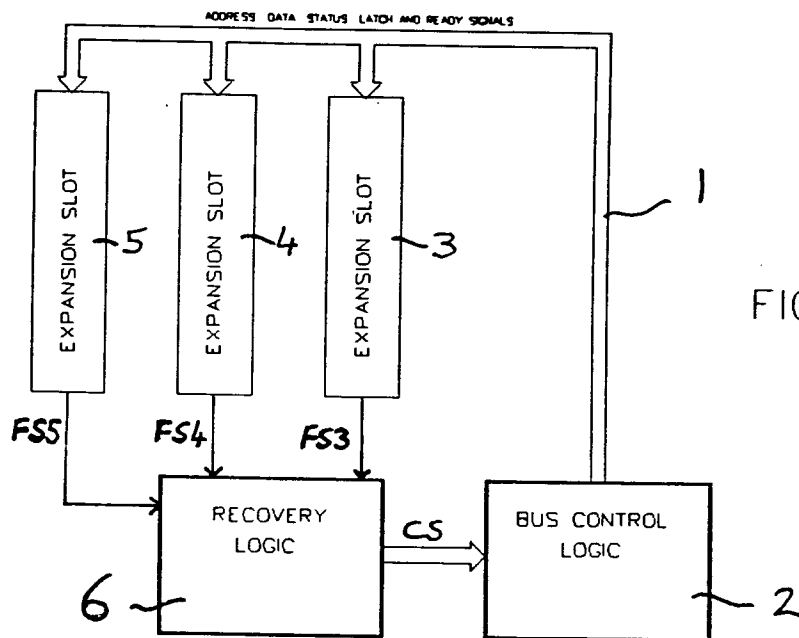 ADDRESS DATA STATUS LATCH AND READY SIGNALS
EXPANSION SLOT
5
EXPANSION SLOT
4
EXPANSION SLOT
3
1
FIG
FS5
FS4
FS3
RECOVERY
LOGIC
6
CS
BUS CONTROL
LOGIC
2